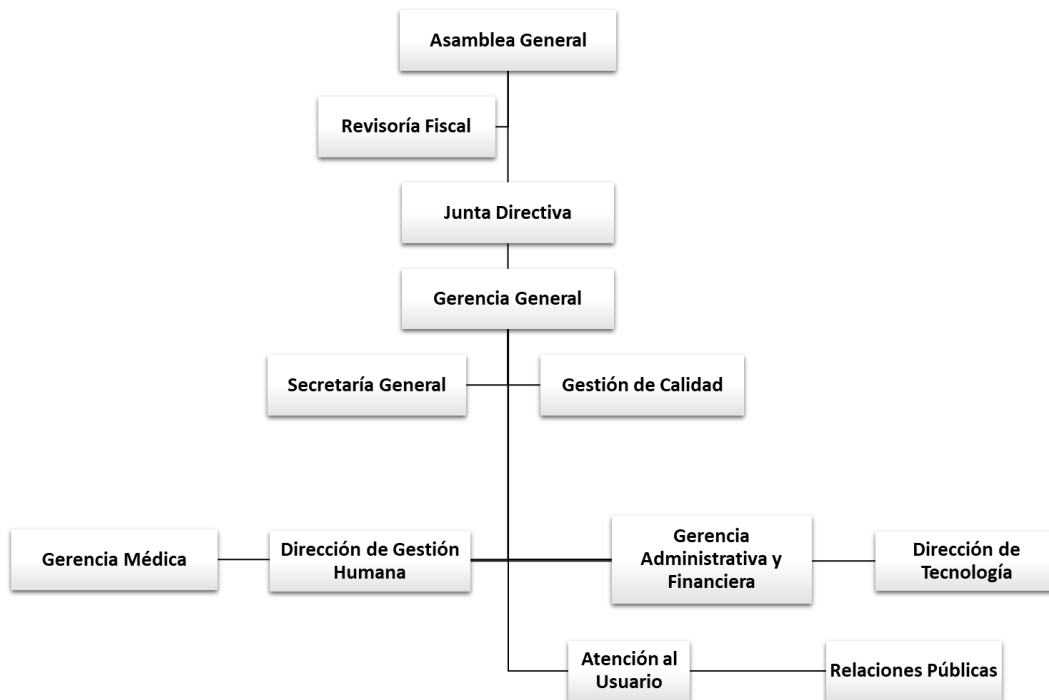 Asamblea General
Revisoría Fiscal
Junta Directiva
Gerencia General
Secretaría General
Gestión de Calidad
Gerencia Médica
Dirección de Gestión
Humana
Gerencia
Administrativa y
Financiera
Dirección de
Tecnología
Atención al
Usuario
Relaciones Públicas